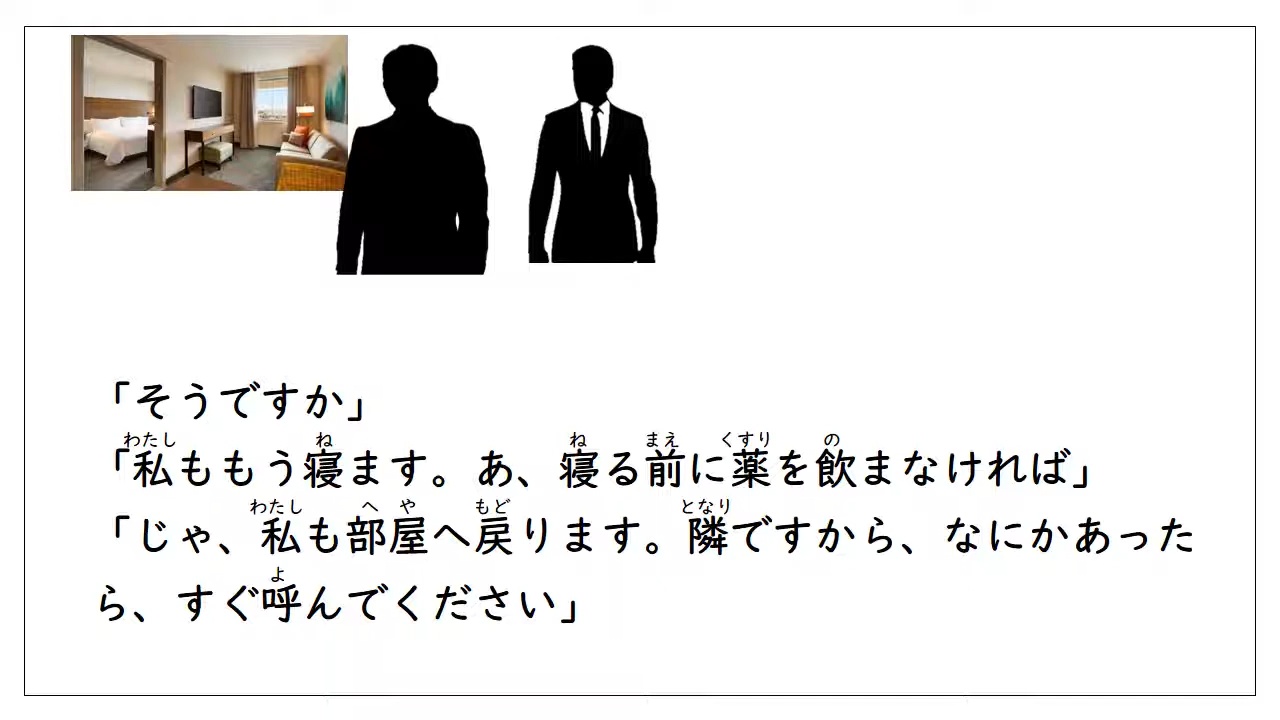 「そうですか」
「私ももう寝ます。あ、寝る前に薬を飲まなければ」
「じゃ、私も部屋へ戻ります。隣ですから、なにかあった
ら、すぐ呼んでください」